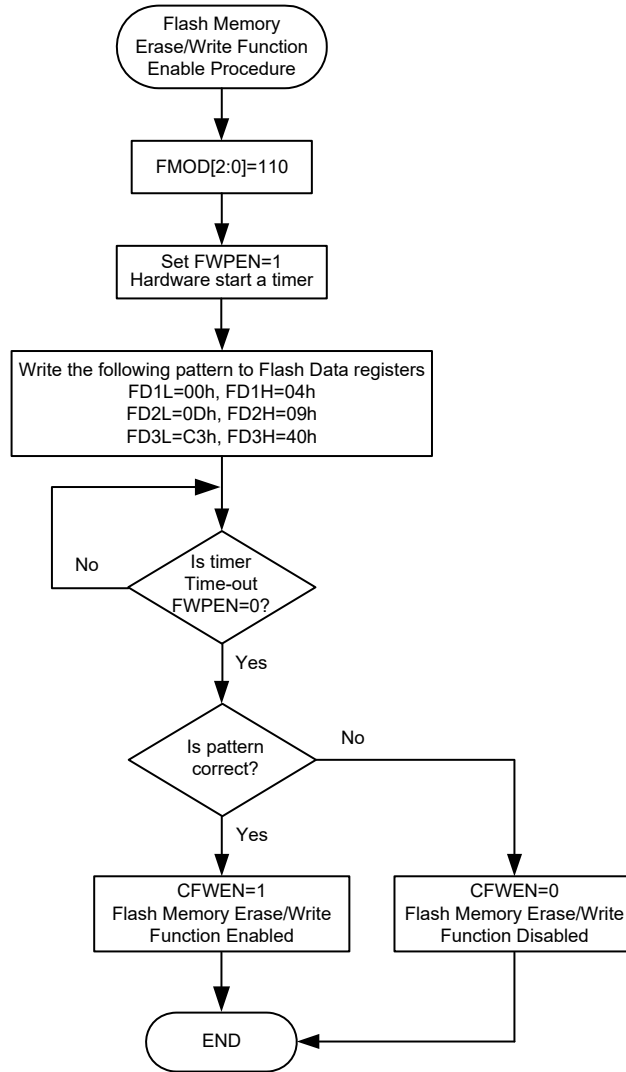 Flash Memory
Erase/Write Function
Enable Procedure
FMOD[2:0]=110
Set FWPEN=1
Hardware start a timer
Write the following pattern to Flash Data registers
FD1L=00h, FD1H=04h
FD2L=0Dh, FD2H=09h
FD3L=C3h, FD3H=40h
No
Is timer
Time-out
FWPEN=0?
Yes
Is pattern
correct?
No
Yes
CFWEN=1
Flash Memory Erase/Write
Function Enabled
CFWEN=0
Flash Memory Erase/Write
Function Disabled
END